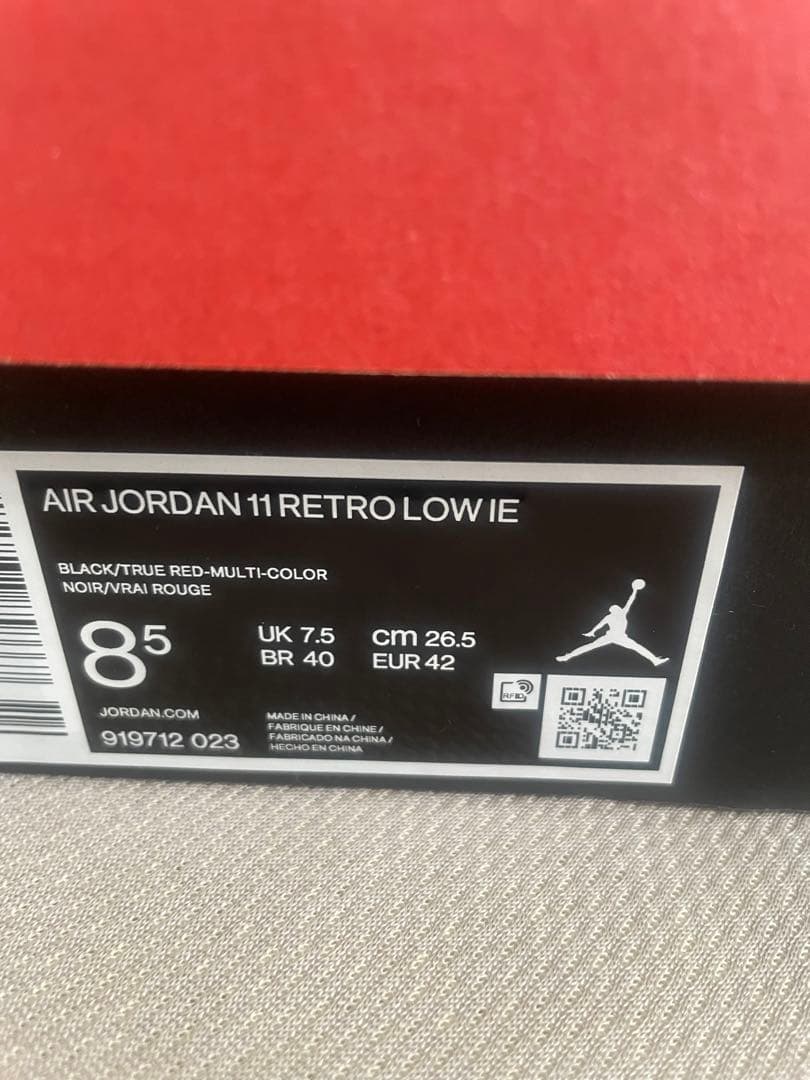 AIR JORDAN 11 RETRO LOW IE
BLACK/TRUE RED-MULTI-COLOR
NOIR/VRAI ROUGE
8⁵
UK 7.5
BR 40
cm 26.5
EUR 42
RFID
JORDAN.COM
919712 023
MADE IN CHINA /
FABRIQUE EN CHINE /
FABRICADO NA CHINA /
HECHO EN CHINA